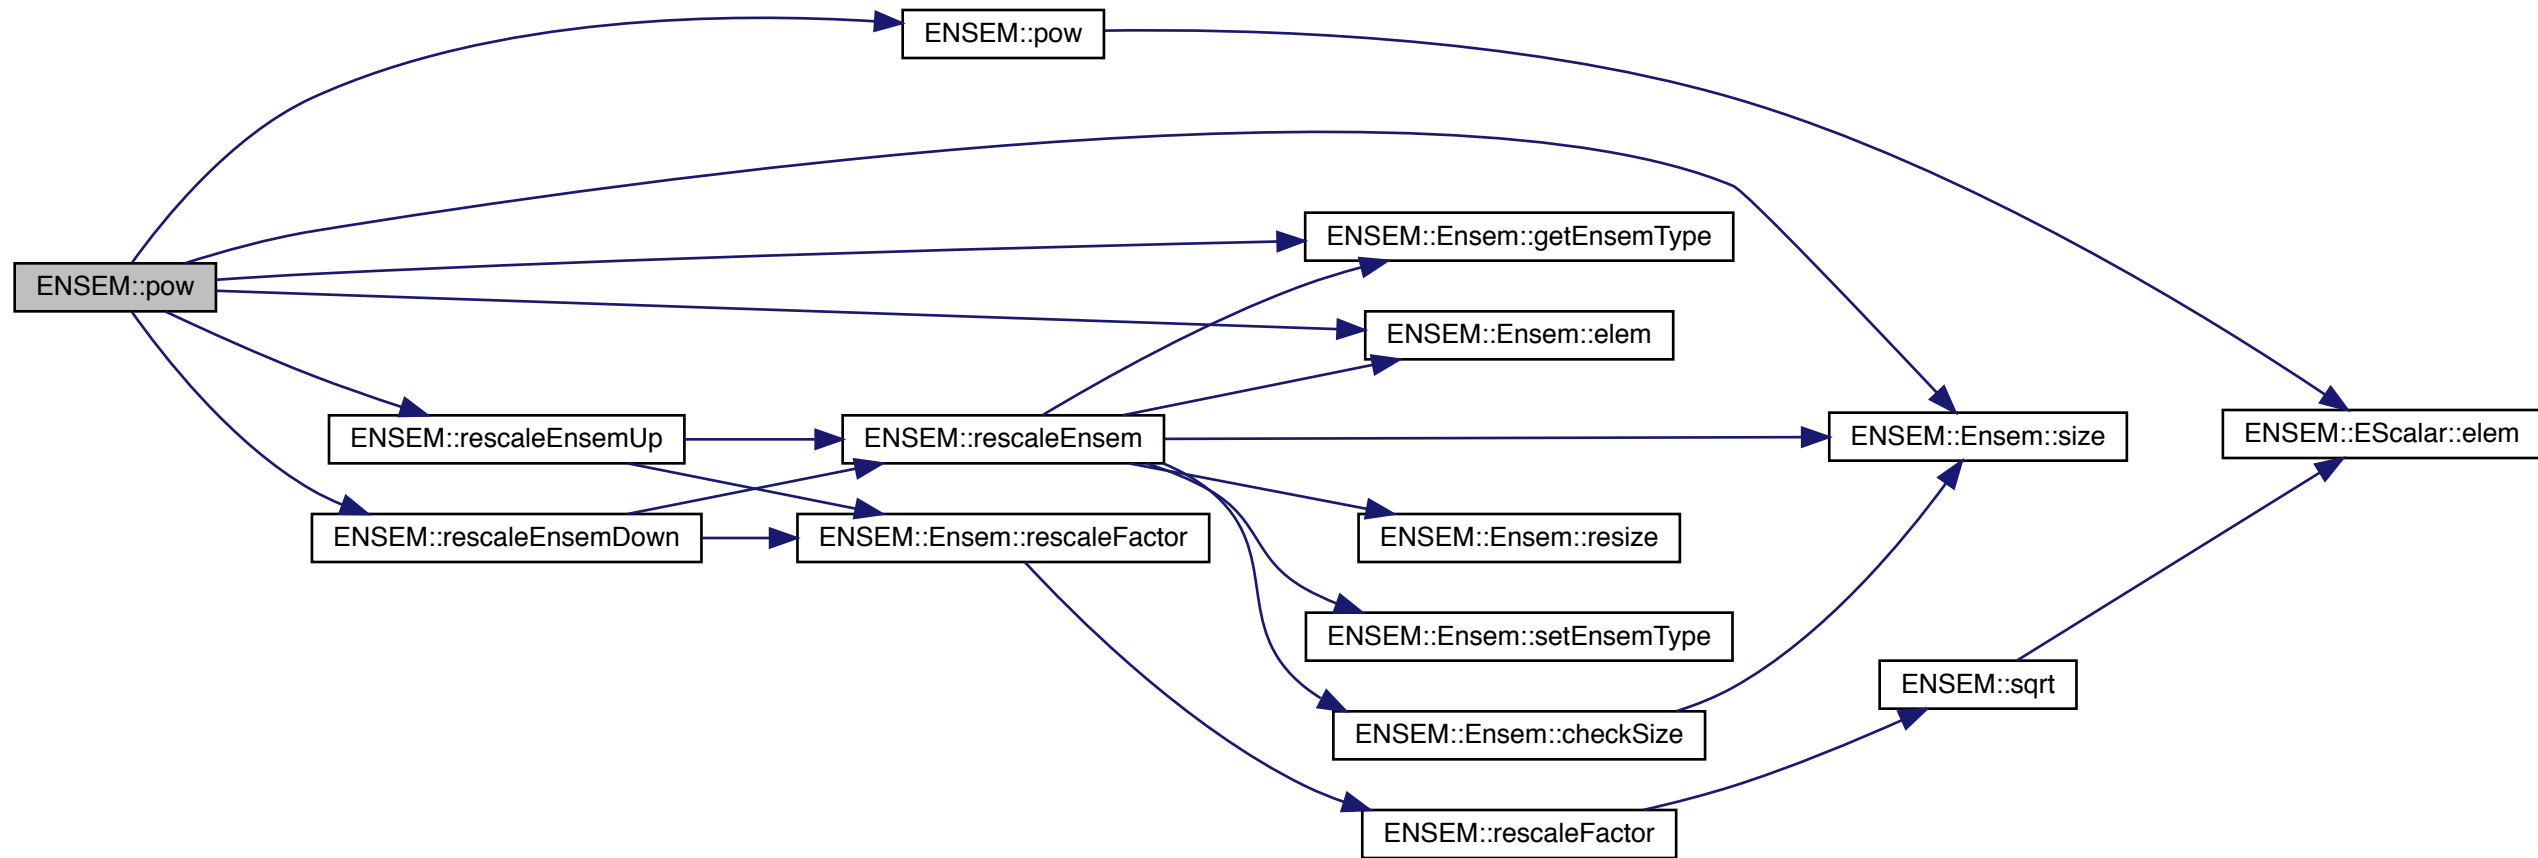 ENSEM::pow
ENSEM::pow
ENSEM::Ensem::getEnsemType
ENSEM::Ensem::elem
ENSEM::rescaleEnsemUp
ENSEM::rescaleEnsem
ENSEM::Ensem::size
ENSEM::EScalar::elem
ENSEM::rescaleEnsemDown
ENSEM::Ensem::rescaleFactor
ENSEM::Ensem::resize
ENSEM::Ensem::setEnsemType
ENSEM::sqrt
ENSEM::Ensem::checkSize
ENSEM::rescaleFactor